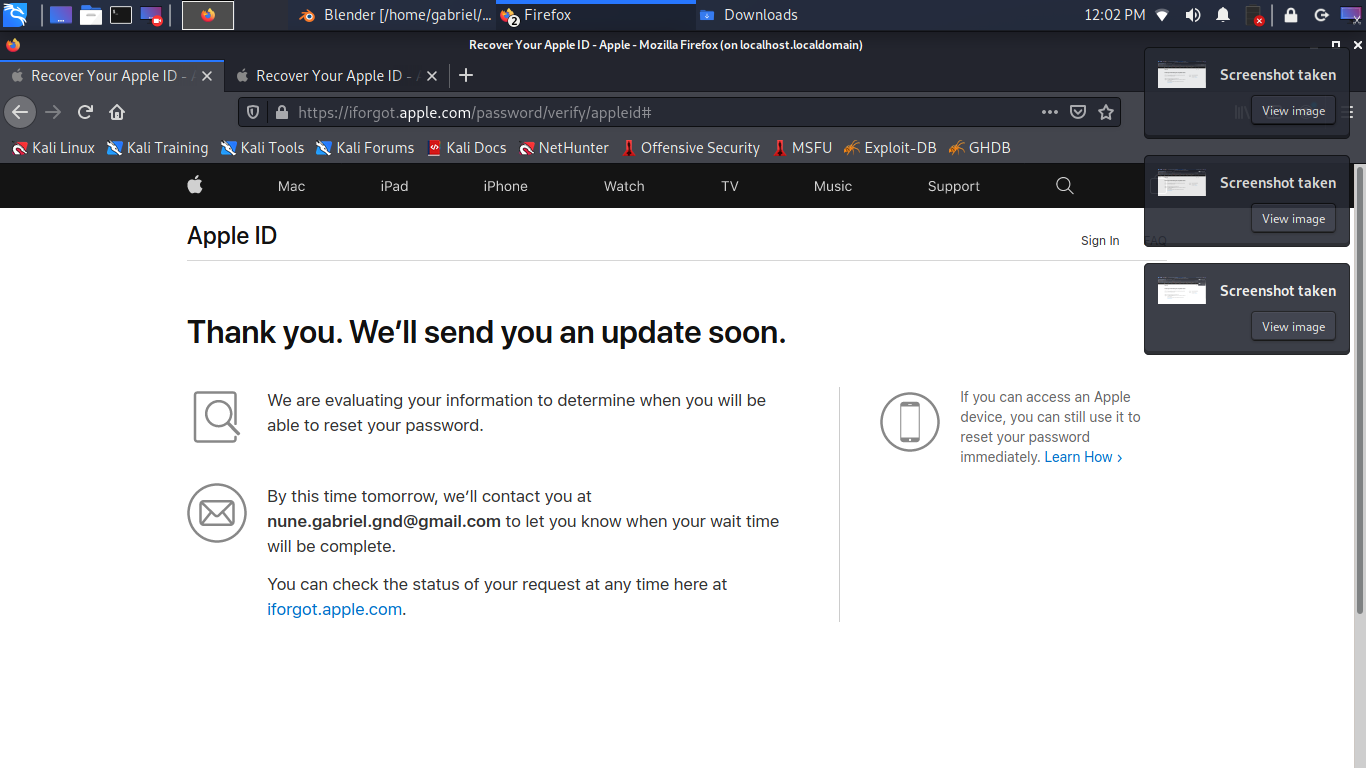 Blender [/home/gabriel/...
2 Firefox
Downloads
12:02 PM
Recover Your Apple ID - Apple - Mozilla Firefox (on localhost.localdomain)
Recover Your Apple ID -
Recover Your Apple ID -
https://iforgot.apple.com/password/verify/appleid#
Kali Linux
Kali Training
Kali Tools
Kali Forums
Kali Docs
NetHunter
Offensive Security
MSFU
Exploit-DB
GHDB
Screenshot taken
View image
Screenshot taken
View image
Screenshot taken
View image
Mac iPad iPhone Watch TV Music Support
Apple ID
Sign In
FAQ
Thank you. We’ll send you an update soon.
We are evaluating your information to determine when you will be
able to reset your password.
By this time tomorrow, we’ll contact you at
nune.gabriel.gnd@gmail.com to let you know when your wait time
will be complete.
You can check the status of your request at any time here at
iforgot.apple.com.
If you can access an Apple
device, you can still use it to
reset your password
immediately. Learn How ›